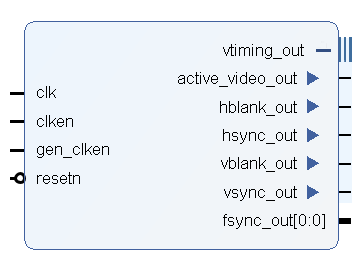 vtiming_out
active_video_out
clk
hblank_out
clken
hsync_out
gen_clken
vblank_out
resetn
vsync_out
fsync_out[0:0]